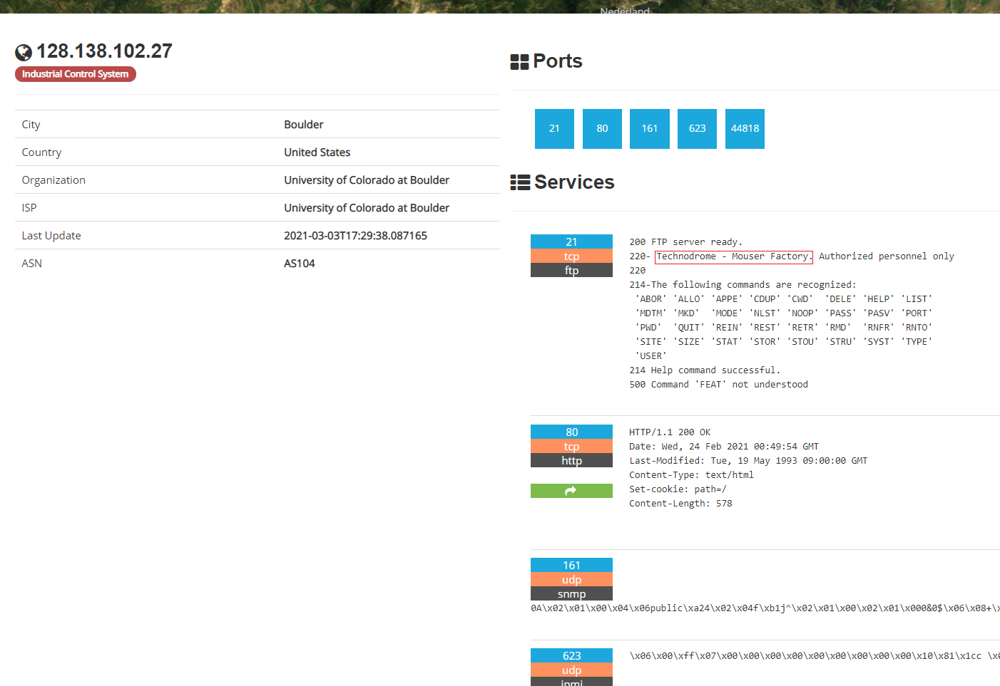 Nederland
128.138.102.27
Industrial Control System
City Boulder
Country United States
Organization University of Colorado at Boulder
ISP University of Colorado at Boulder
Last Update 2021-03-03T17:29:38.087165
ASN AS104
Ports
21 80 161 623 44818
Services
21
tcp
ftp
200 FTP server ready.
220- Technodrome - Mouser Factory. Authorized personnel only
220
214-The following commands are recognized:
'ABOR' 'ALLO' 'APPE' 'CDUP' 'CWD' 'DELE' 'HELP' 'LIST'
'MDTM' 'MKD' 'MODE' 'NLST' 'NOOP' 'PASS' 'PASV' 'PORT'
'PWD' 'QUIT' 'REIN' 'REST' 'RETR' 'RMD' 'RNFR' 'RNTO'
'SITE' 'SIZE' 'STAT' 'STOR' 'STOU' 'STRU' 'SYST' 'TYPE'
'USER'
214 Help command successful.
500 Command 'FEAT' not understood
80
tcp
http
HTTP/1.1 200 OK
Date: Wed, 24 Feb 2021 00:49:54 GMT
Last-Modified: Tue, 19 May 1993 09:00:00 GMT
Content-Type: text/html
Set-cookie: path=/
Content-Length: 578
161
udp
snmp
0A\x02\x01\x00\x04\x06public\xa24\x02\x04f\xb1j^\x02\x01\x00\x02\x01\x000&0$\x06\x08+\x
623
udp
ipmi
\x06\x00\xff\x07\x00\x00\x00\x00\x00\x00\x00\x00\x00\x10\x81\x1cc \x